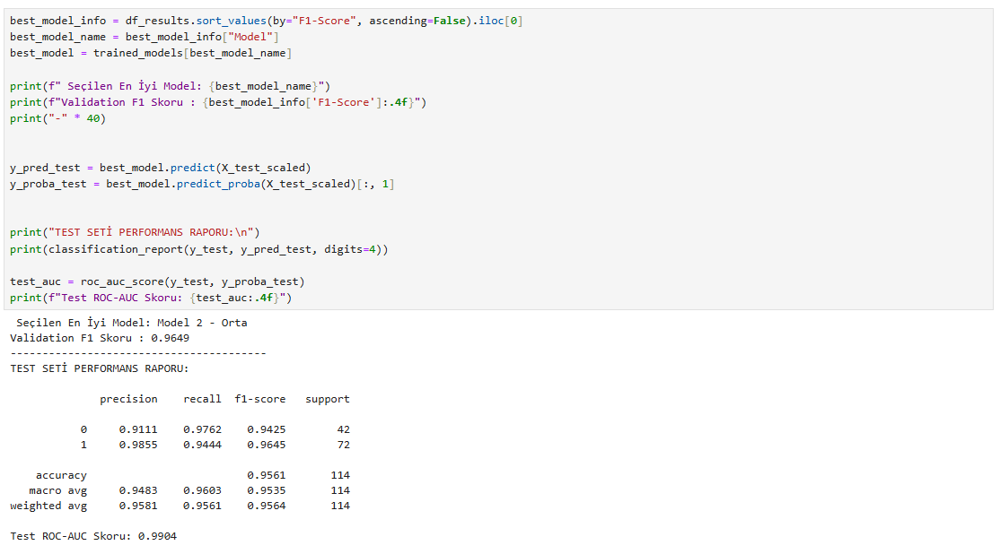 best_model_info = df_results.sort_values(by="F1-Score", ascending=False).iloc[0]
best_model_name = best_model_info["Model"]
best_model = trained_models[best_model_name]
print(f" Seçilen En İyi Model: {best_model_name}")
print(f"Validation F1 Skoru : {best_model_info['F1-Score']:.4f}")
print("-" * 40)
y_pred_test = best_model.predict(X_test_scaled)
y_proba_test = best_model.predict_proba(X_test_scaled)[:, 1]
print("TEST SETİ PERFORMANS RAPORU:\n")
print(classification_report(y_test, y_pred_test, digits=4))
test_auc = roc_auc_score(y_test, y_proba_test)
print(f"Test ROC-AUC Skoru: {test_auc:.4f}")
 Seçilen En İyi Model: Model 2 - Orta
Validation F1 Skoru : 0.9649
----------------------------------------
TEST SETİ PERFORMANS RAPORU:
              precision    recall  f1-score   support
           0     0.9111    0.9762    0.9425        42
           1     0.9855    0.9444    0.9645        72
    accuracy                         0.9561       114
   macro avg     0.9483    0.9603    0.9535       114
weighted avg     0.9581    0.9561    0.9564       114
Test ROC-AUC Skoru: 0.9904